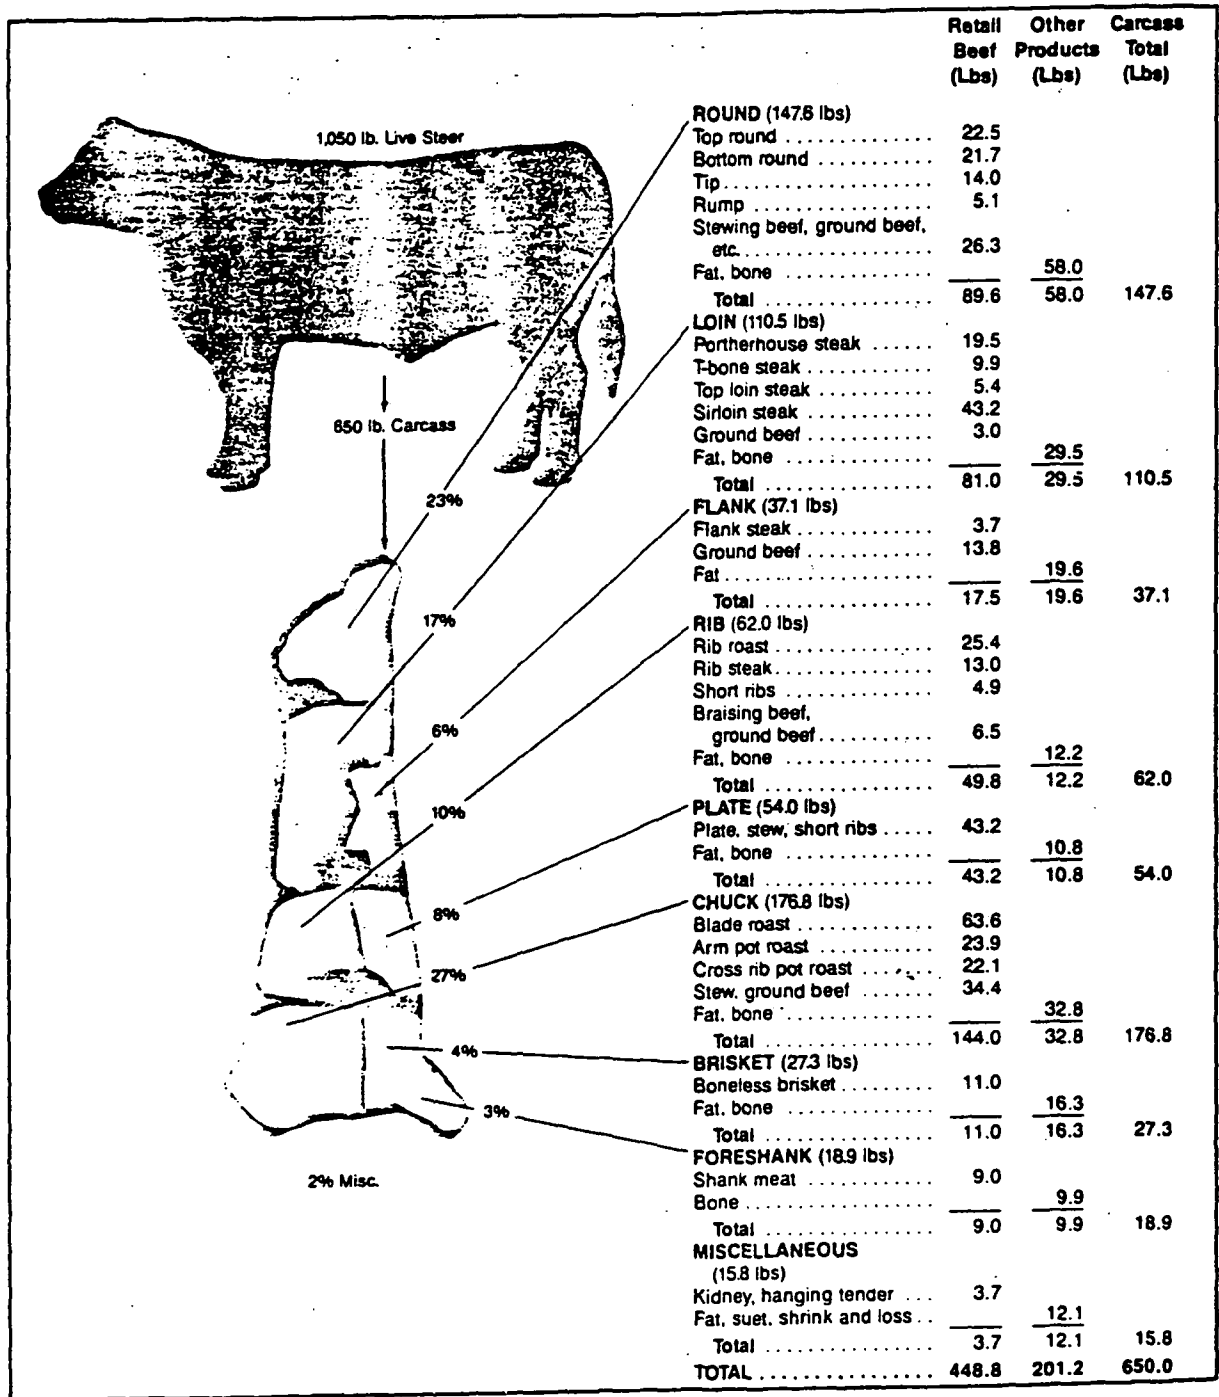 Retail Other Carcass
Beef Products Total
(Lbs) (Lbs) (Lbs)
1,050 lb. Live Steer
650 lb. Carcass
23%
17%
6%
10%
8%
27%
4%
3%
2% Misc.
ROUND (147.6 lbs)
Top round . . . . . . . . . . . . . . . 22.5
Bottom round . . . . . . . . . . 21.7
Tip . . . . . . . . . . . . . . . . . . . 14.0
Rump . . . . . . . . . . . . . . . . 5.1
Stewing beef, ground beef,
etc. . . . . . . . . . . . . . . . . . 26.3
Fat, bone . . . . . . . . . . . . . 58.0
Total . . . . . . . . . . . . . . . 89.6 58.0 147.6
LOIN (110.5 lbs)
Portherhouse steak . . . . . . 19.5
T-bone steak . . . . . . . . . . . 9.9
Top loin steak . . . . . . . . . . 5.4
Sirloin steak . . . . . . . . . . . . 43.2
Ground beef . . . . . . . . . . . 3.0
Fat, bone . . . . . . . . . . . . . 29.5
Total . . . . . . . . . . . . . . . 81.0 29.5 110.5
FLANK (37.1 lbs)
Flank steak . . . . . . . . . . . . 3.7
Ground beef . . . . . . . . . . . 13.8
Fat . . . . . . . . . . . . . . . . . . 19.6
Total . . . . . . . . . . . . . . . 17.5 19.6 37.1
RIB (62.0 lbs)
Rib roast . . . . . . . . . . . . . . 25.4
Rib steak . . . . . . . . . . . . . . 13.0
Short ribs . . . . . . . . . . . . . 4.9
Braising beef,
ground beef . . . . . . . . . . 6.5
Fat, bone . . . . . . . . . . . . . 12.2
Total . . . . . . . . . . . . . . . 49.8 12.2 62.0
PLATE (54.0 lbs)
Plate, stew, short ribs . . . . . 43.2
Fat, bone . . . . . . . . . . . . . 10.8
Total . . . . . . . . . . . . . . . 43.2 10.8 54.0
CHUCK (176.8 lbs)
Blade roast . . . . . . . . . . . . 63.6
Arm pot roast . . . . . . . . . . 23.9
Cross rib pot roast . . . . . . 22.1
Stew, ground beef . . . . . . . 34.4
Fat, bone . . . . . . . . . . . . . 32.8
Total . . . . . . . . . . . . . . . 144.0 32.8 176.8
BRISKET (27.3 lbs)
Boneless brisket . . . . . . . . 11.0
Fat, bone . . . . . . . . . . . . . 16.3
Total . . . . . . . . . . . . . . . 11.0 16.3 27.3
FORESHANK (18.9 lbs)
Shank meat . . . . . . . . . . . 9.0
Bone . . . . . . . . . . . . . . . . 9.9
Total . . . . . . . . . . . . . . . 9.0 9.9 18.9
MISCELLANEOUS
(15.8 lbs)
Kidney, hanging tender . . . 3.7
Fat, suet, shrink and loss . . 12.1
Total . . . . . . . . . . . . . . . 3.7 12.1 15.8
TOTAL . . . . . . . . . . . . . . . 448.8 201.2 650.0